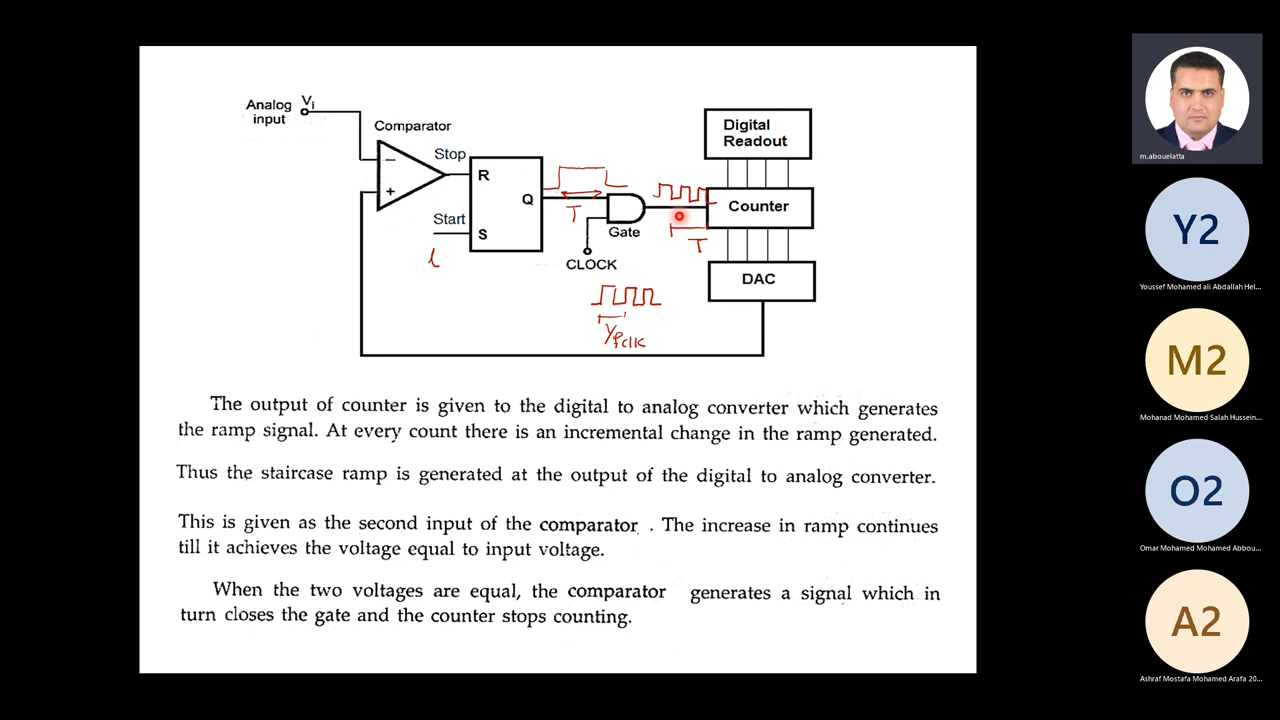 Analog
input
Vi
Comparator
−
+
Stop
R
Start
S
Q
T
l
Gate
CLOCK
1/fclk
T
Digital
Readout
Counter
DAC
The output of counter is given to the digital to analog converter which generates
the ramp signal. At every count there is an incremental change in the ramp generated.
Thus the staircase ramp is generated at the output of the digital to analog converter.
This is given as the second input of the comparator . The increase in ramp continues
till it achieves the voltage equal to input voltage.
When the two voltages are equal, the comparator generates a signal which in
turn closes the gate and the counter stops counting.
m.abouelatta
Y2
Youssef Mohamed ali Abdallah Hel...
M2
Mohanad Mohamed Salah Hussein...
O2
Omar Mohamed Mohamed Abbou...
A2
Ashraf Mostafa Mohamed Arafa 20...